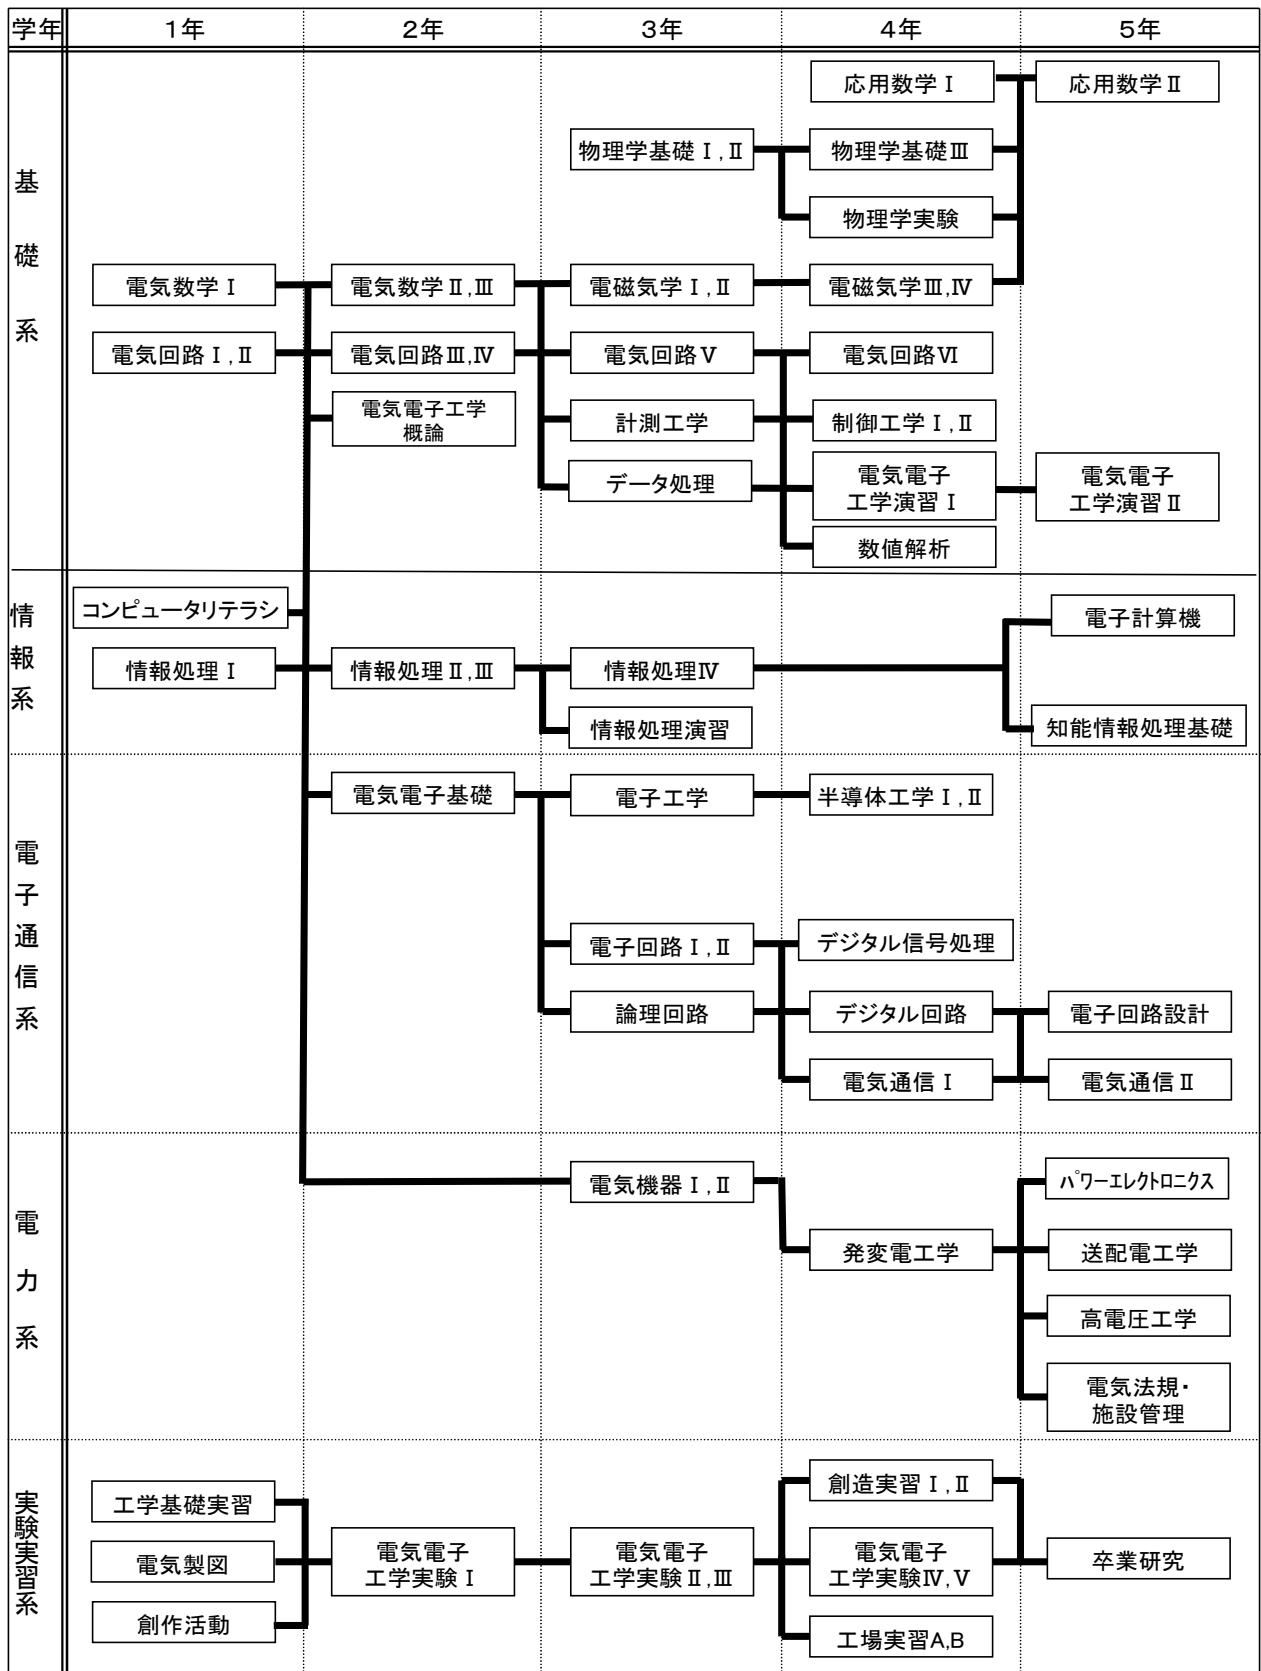 学年
1年
2年
3年
4年
5年
基礎系
応用数学Ⅰ
応用数学Ⅱ
物理学基礎Ⅰ,Ⅱ
物理学基礎Ⅲ
物理学実験
電気数学Ⅰ
電気数学Ⅱ,Ⅲ
電磁気学Ⅰ,Ⅱ
電磁気学Ⅲ,Ⅳ
電気回路Ⅰ,Ⅱ
電気回路Ⅲ,Ⅳ
電気回路Ⅴ
電気回路Ⅵ
電気電子工学
概論
計測工学
制御工学Ⅰ,Ⅱ
データ処理
電気電子
工学演習Ⅰ
電気電子
工学演習Ⅱ
数値解析
情報系
コンピュータリテラシ
電子計算機
情報処理Ⅰ
情報処理Ⅱ,Ⅲ
情報処理Ⅳ
情報処理演習
知能情報処理基礎
電子通信系
電気電子基礎
電子工学
半導体工学Ⅰ,Ⅱ
電子回路Ⅰ,Ⅱ
デジタル信号処理
論理回路
デジタル回路
電子回路設計
電気通信Ⅰ
電気通信Ⅱ
電力系
電気機器Ⅰ,Ⅱ
パワーエレクトロニクス
発変電工学
送配電工学
高電圧工学
電気法規・
施設管理
実験実習系
工学基礎実習
創造実習Ⅰ,Ⅱ
電気製図
電気電子
工学実験Ⅰ
電気電子
工学実験Ⅱ,Ⅲ
電気電子
工学実験Ⅳ,Ⅴ
卒業研究
創作活動
工場実習A,B